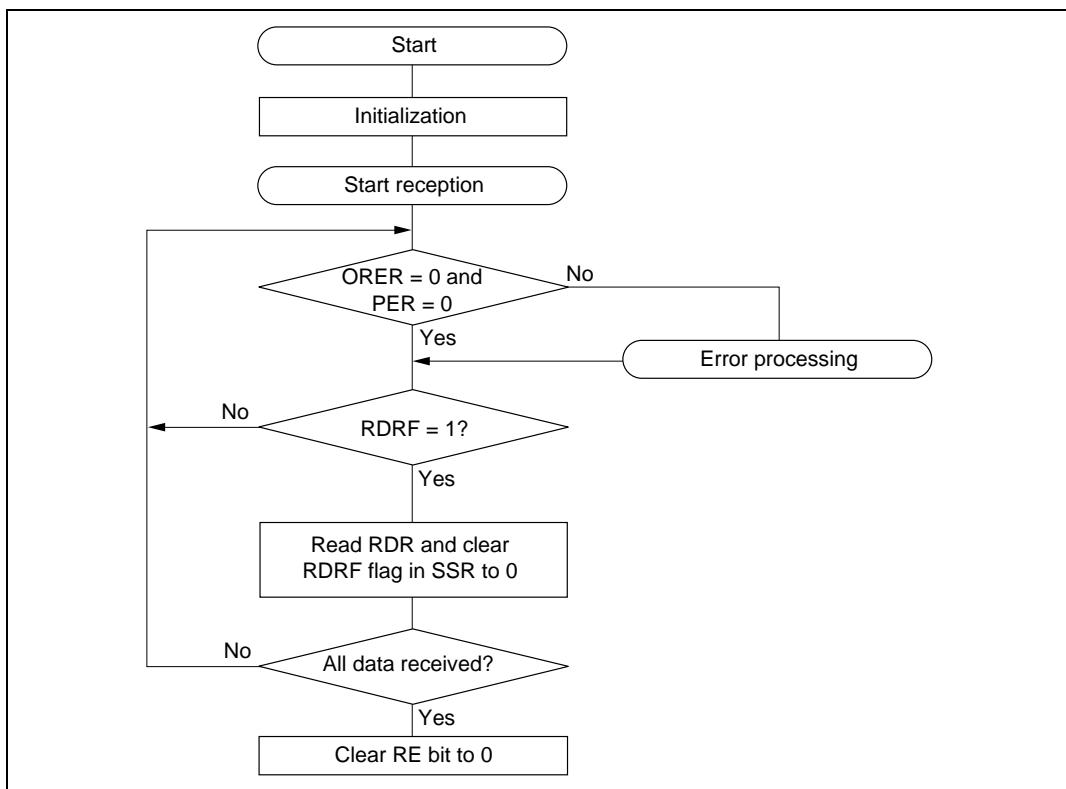 Start
Initialization
Start reception
ORER = 0 and
PER = 0
No
Yes
Error processing
No
RDRF = 1?
Yes
Read RDR and clear
RDRF flag in SSR to 0
No
All data received?
Yes
Clear RE bit to 0